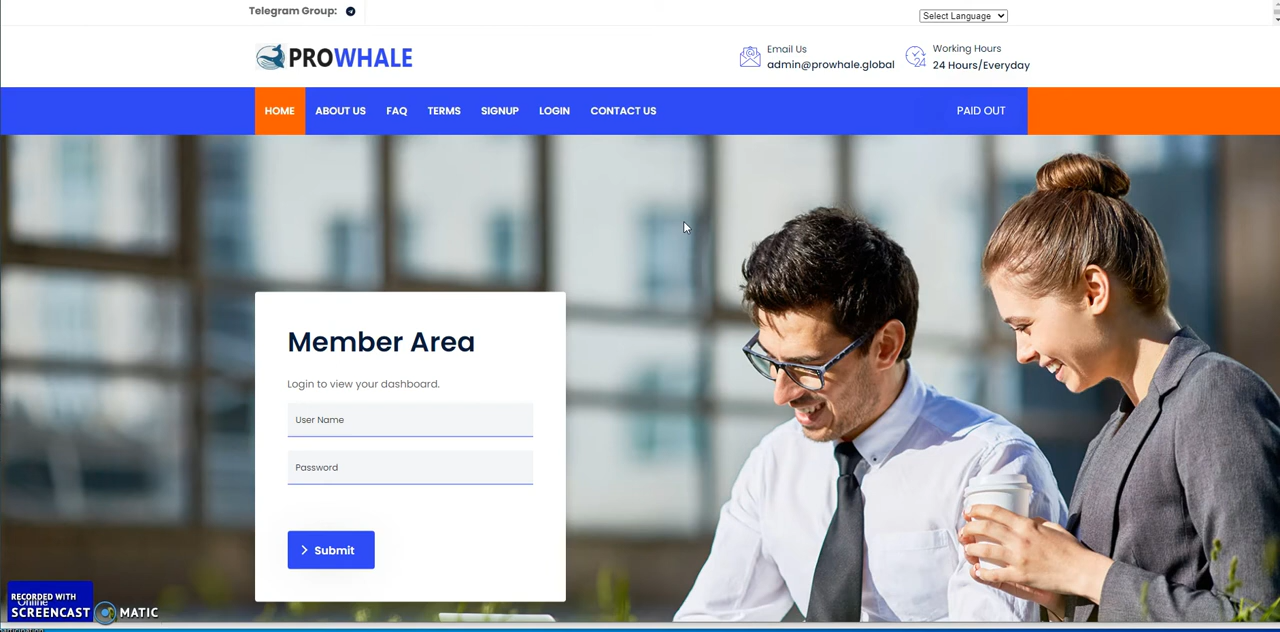 Telegram Group:
Select Language
PROWHALE
Email Us
admin@prowhale.global
24
Working Hours
24 Hours/Everyday
HOME ABOUT US FAQ TERMS SIGNUP LOGIN CONTACT US PAID OUT
Member Area
Login to view your dashboard.
User Name
Password
Submit
RECORDED WITH
Online
SCREENCAST MATIC